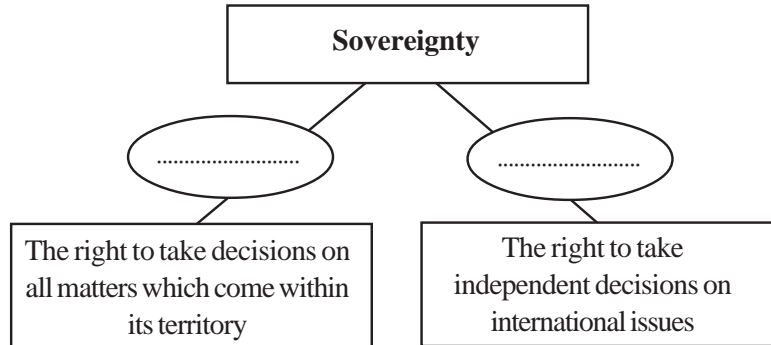 Sovereignty
..........................
..........................
The right to take decisions on
all matters which come within
its territory
The right to take
independent decisions on
international issues